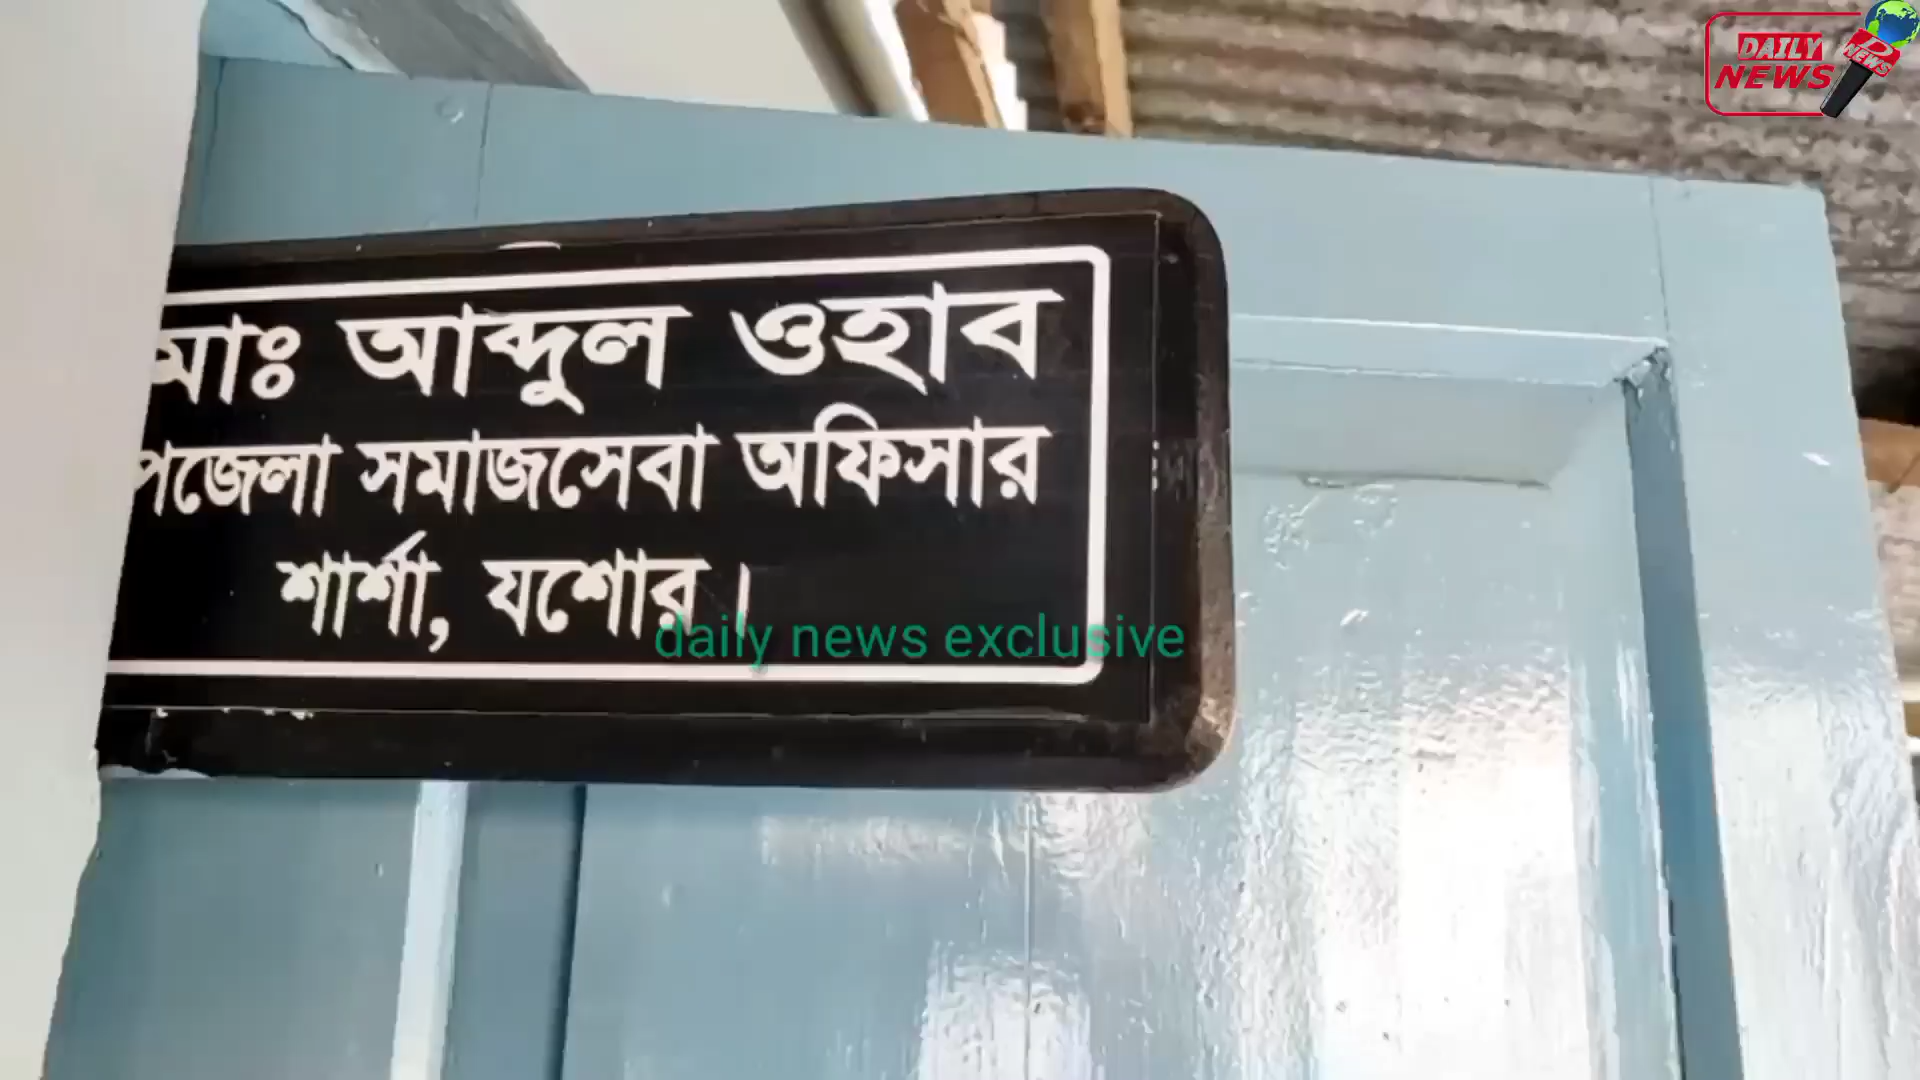 DAILY
NEWS
NEWS
মাঃ আব্দুল ওহাব
পজেলা সমাজসেবা অফিসার
শার্শা, যশোর।
daily news exclusive